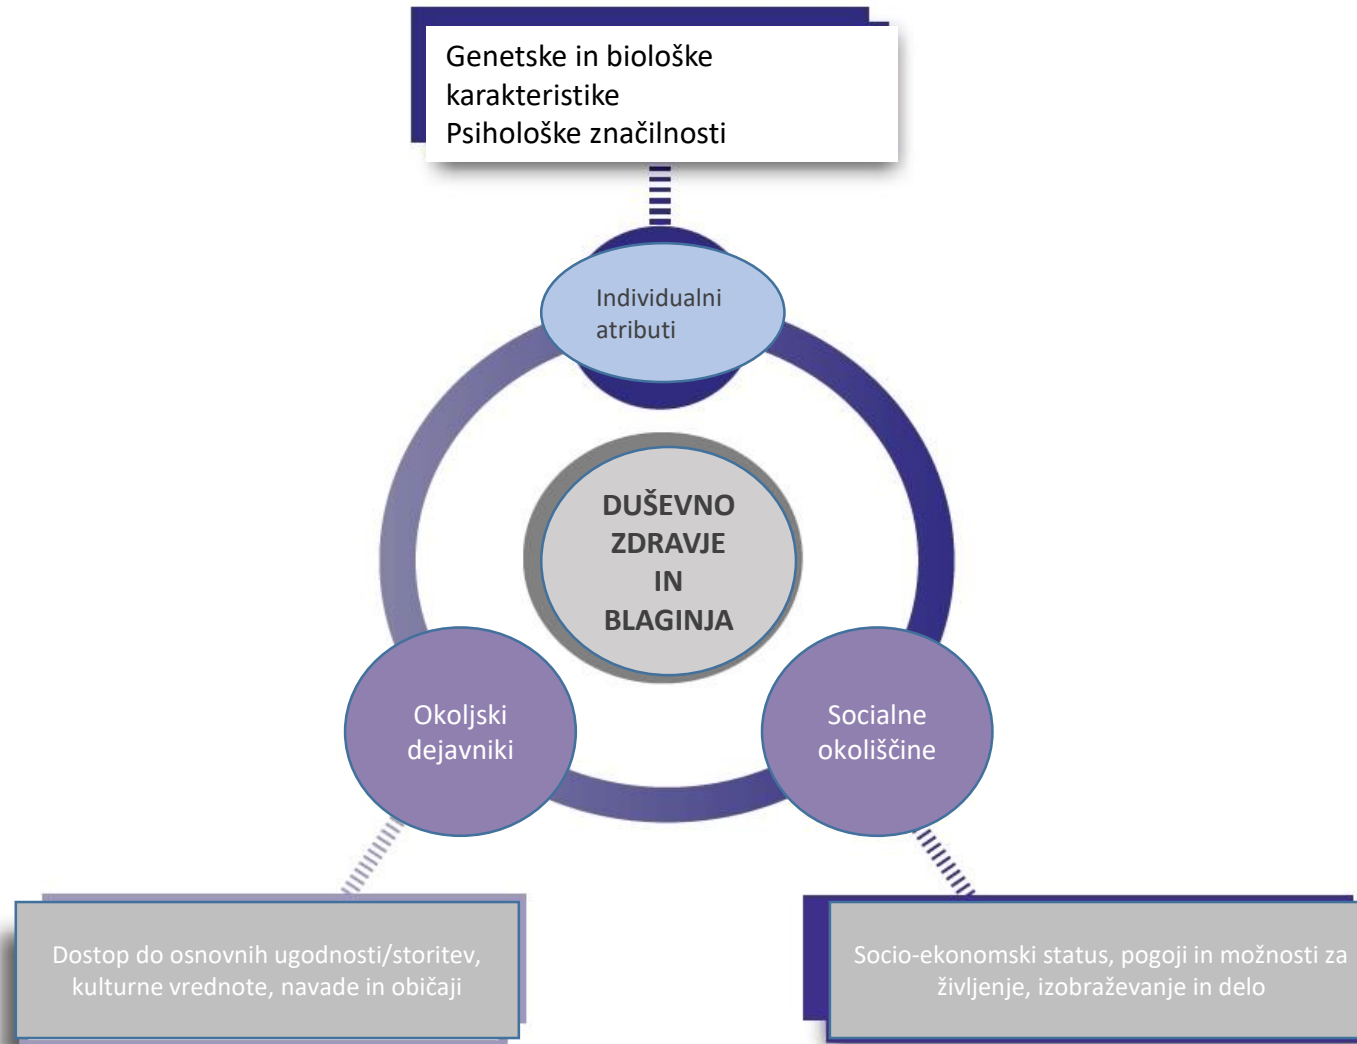 Genetske in biološke
karakteristike
Psihološke značilnosti
Individualni
atributi
DUŠEVNO
ZDRAVJE
IN
BLAGINJA
Okoljski
dejavniki
Socialne
okoliščine
Dostop do osnovnih ugodnosti/storitev,
kulturne vrednote, navade in običaji
Socio-ekonomski status, pogoji in možnosti za
življenje, izobraževanje in delo